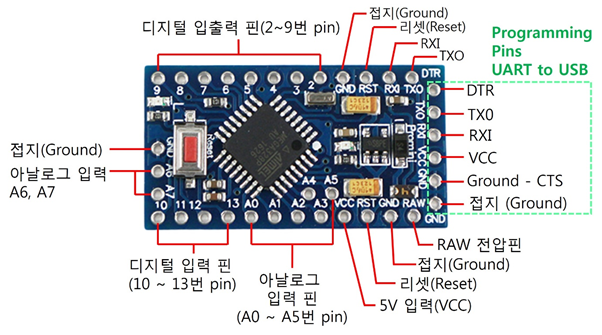 디지털 입출력 핀(2~9번 pin)
접지(Ground)
리셋(Reset)
RXI
TXO
Programming
Pins
UART to USB
9 8 7 6 5 4 3 2 GND RST RXI TXO DTR
DTR
TX0
RXI
VCC
Ground - CTS
접지 (Ground)
TXO
RXI
VCC
GND
GND
접지(Ground)
아날로그 입력
A6, A7
L
Reset
GND
A6
A7
A4 A5
10 11 12 13 A0 A1 A2 A3 VCC RST GND RAW
디지털 입력 핀
(10 ~ 13번 pin)
아날로그
입력 핀
(A0 ~ A5번 pin)
RAW 전압핀
접지(Ground)
리셋(Reset)
5V 입력(VCC)